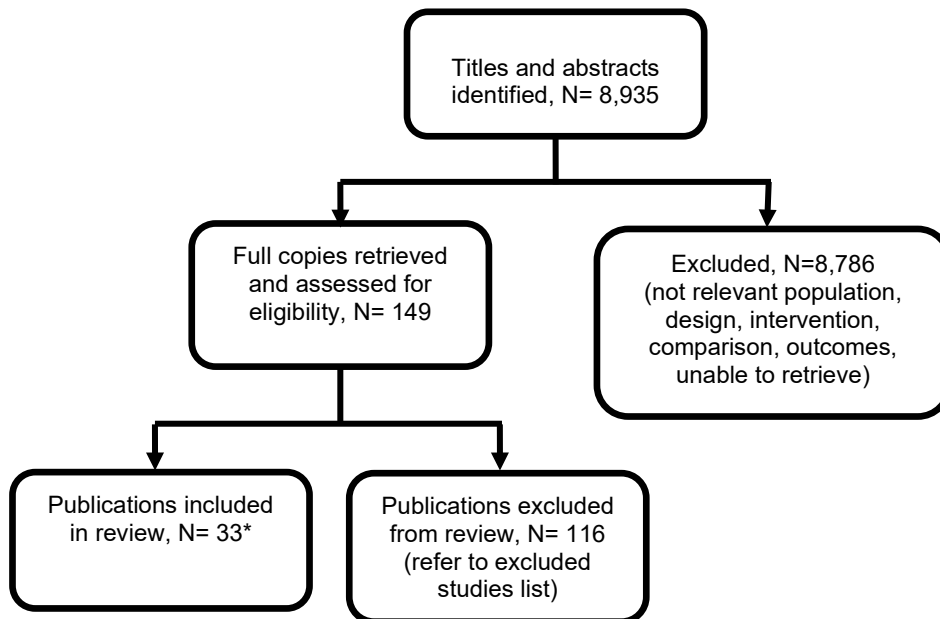 Titles and abstracts
identified, N= 8,935
Full copies retrieved
and assessed for
eligibility, N= 149
Excluded, N=8,786
(not relevant population,
design, intervention,
comparison, outcomes,
unable to retrieve)
Publications included
in review, N= 33*
Publications excluded
from review, N= 116
(refer to excluded
studies list)